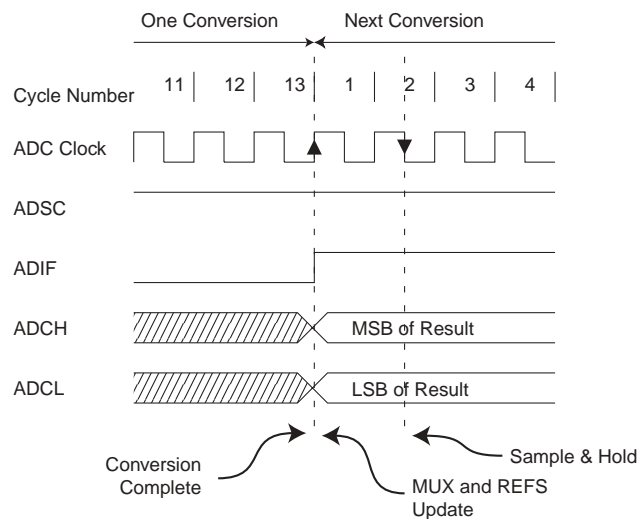 One Conversion Next Conversion
Cycle Number 11 12 13 1 2 3 4
ADC Clock
ADSC
ADIF
ADCH MSB of Result
ADCL LSB of Result
Conversion
Complete
MUX and REFS
Update
Sample & Hold